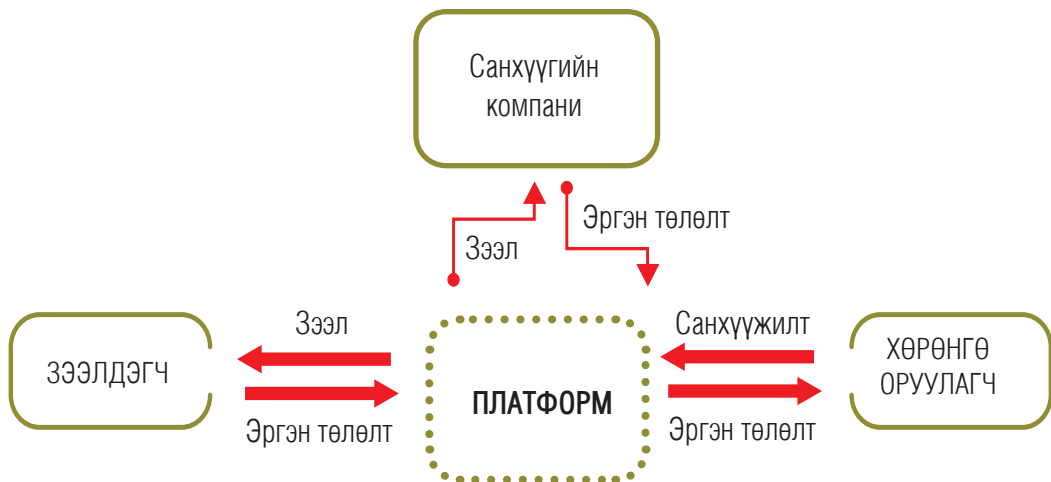 Санхүүгийн
компани
Эргэн төлөлт
Зээл
Зээл
Санхүүжилт
ЗЭЭЛДЭГЧ
ПЛАТФОРМ
ХӨРӨНГӨ
ОРУУЛАГЧ
Эргэн төлөлт
Эргэн төлөлт